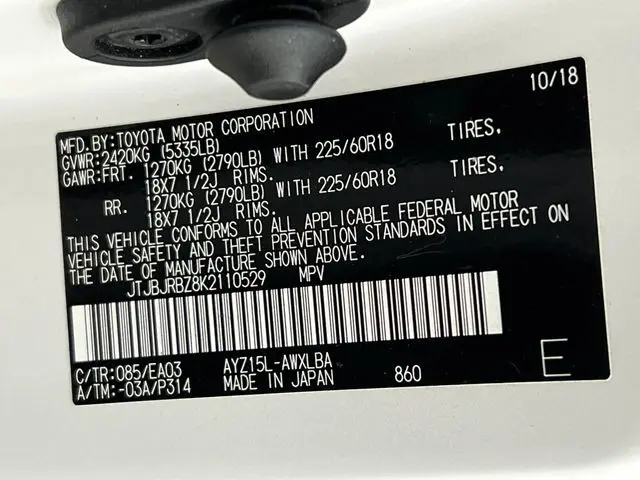 10/18
MFD.BY:TOYOTA MOTOR CORPORATION
GVWR:2420KG (5335LB)
GAWR:FRT. 1270KG (2790LB) WITH 225/60R18 TIRES,
18X7 1/2J RIMS.
RR. 1270KG (2790LB) WITH 225/60R18 TIRES,
18X7 1/2J RIMS.
THIS VEHICLE CONFORMS TO ALL APPLICABLE FEDERAL MOTOR
VEHICLE SAFETY AND THEFT PREVENTION STANDARDS IN EFFECT ON
THE DATE OF MANUFACTURE SHOWN ABOVE.
JTJBJRBZ8K2110529 MPV
C/TR:085/EA03 AYZ15L-AWXLBA
A/TM:-03A/P314 MADE IN JAPAN 860 E